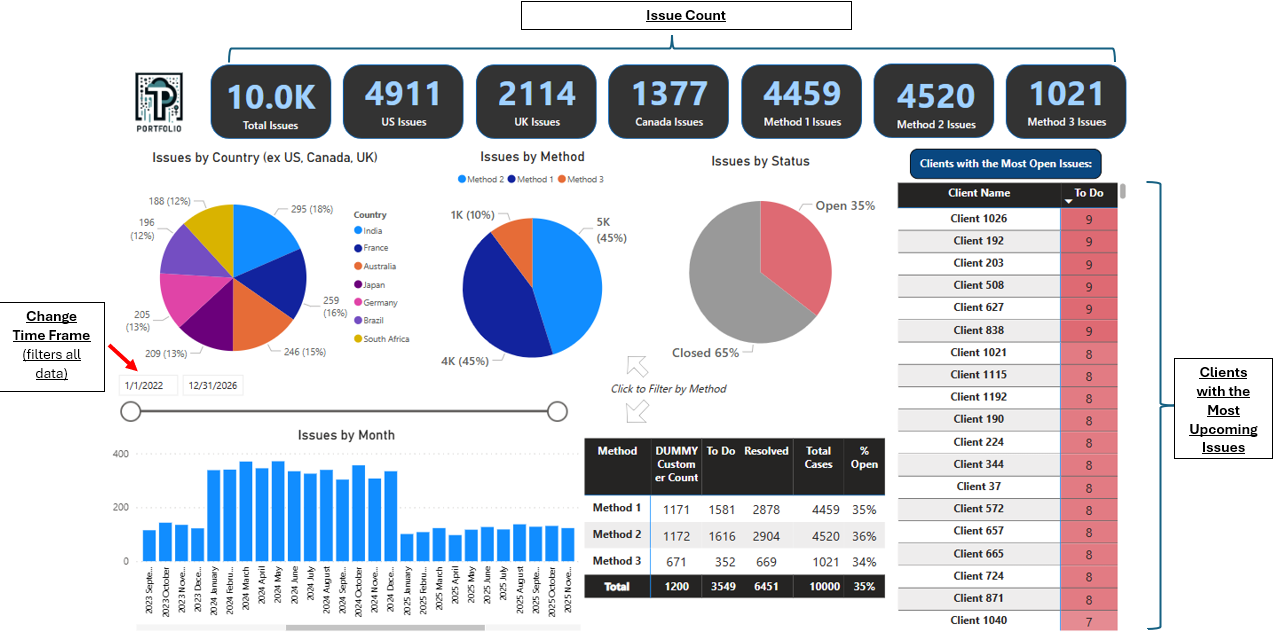 Issue Count
PORTFOLIO
10.0K
Total Issues
4911
US Issues
2114
UK Issues
1377
Canada Issues
4459
Method 1 Issues
4520
Method 2 Issues
1021
Method 3 Issues
Issues by Country (ex US, Canada, UK)
188 (12%)
295 (18%)
196
(12%)
259
(16%)
205
(13%)
209 (13%)
246 (15%)
Country
India
France
Australia
Japan
Germany
Brazil
South Africa
Issues by Method
Method 2 Method 1 Method 3
1K (10%)
5K
(45%)
4K (45%)
Issues by Status
Open 35%
Closed 65%
Click to Filter by Method
Change
Time Frame
(filters all
data)
1/1/2022
12/31/2026
Issues by Month
400
200
0
2023 Septe...
2023 October
2023 Nove...
2023 Dece...
2024 January
2024 Febru...
2024 March
2024 April
2024 May
2024 June
2024 July
2024 August
2024 Septe...
2024 October
2024 Nove...
2024 Dece...
2025 January
2025 Febru...
2025 March
2025 April
2025 May
2025 June
2025 July
2025 August
2025 Septe...
2025 October
2025 Nove...
Method DUMMY Custom er Count To Do Resolved Total Cases % Open
Method 1 1171 1581 2878 4459 35%
Method 2 1172 1616 2904 4520 36%
Method 3 671 352 669 1021 34%
Total 1200 3549 6451 10000 35%
Clients with the Most Open Issues:
Client Name To Do
Client 1026 9
Client 192 9
Client 203 9
Client 508 9
Client 627 9
Client 838 9
Client 1021 8
Client 1115 8
Client 1192 8
Client 190 8
Client 224 8
Client 344 8
Client 37 8
Client 572 8
Client 657 8
Client 665 8
Client 724 8
Client 871 8
Client 1040 7
Clients
with the
Most
Upcoming
Issues